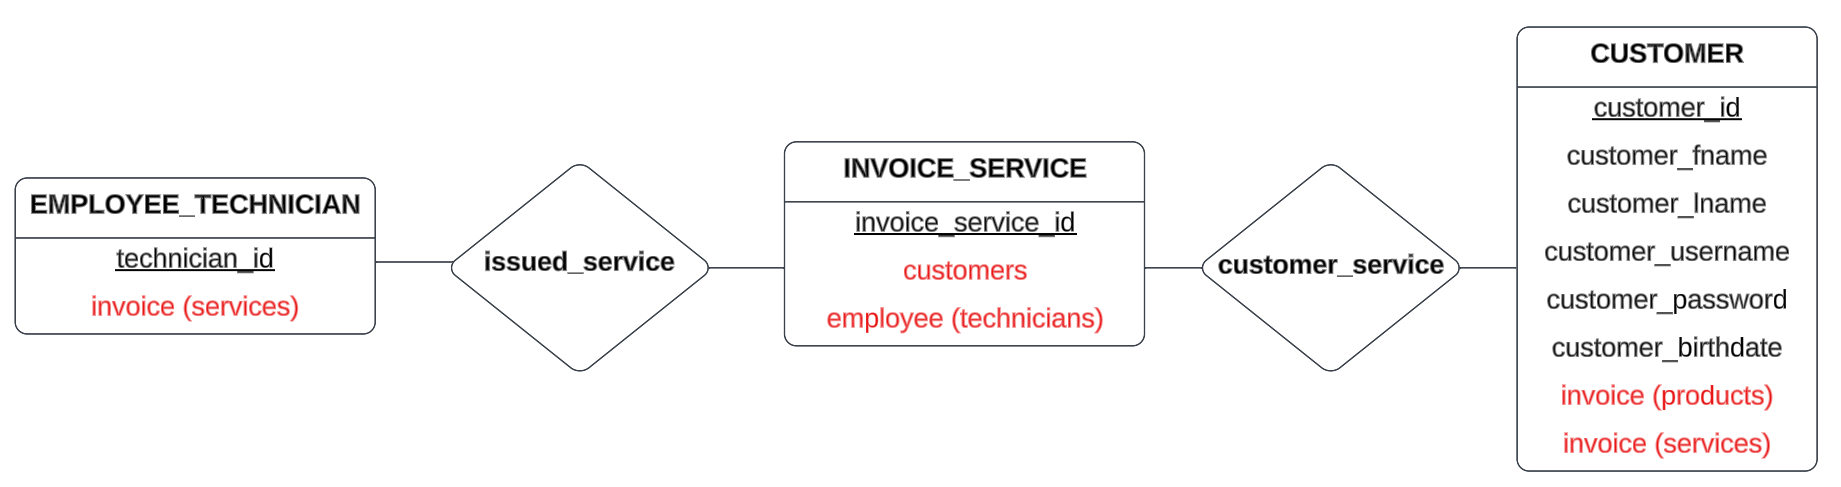 EMPLOYEE_TECHNICIAN
technician_id
invoice (services)
issued_service
INVOICE_SERVICE
invoice_service_id
customers
employee (technicians)
customer_service
CUSTOMER
customer_id
customer_fname
customer_lname
customer_username
customer_password
customer_birthdate
invoice (products)
invoice (services)